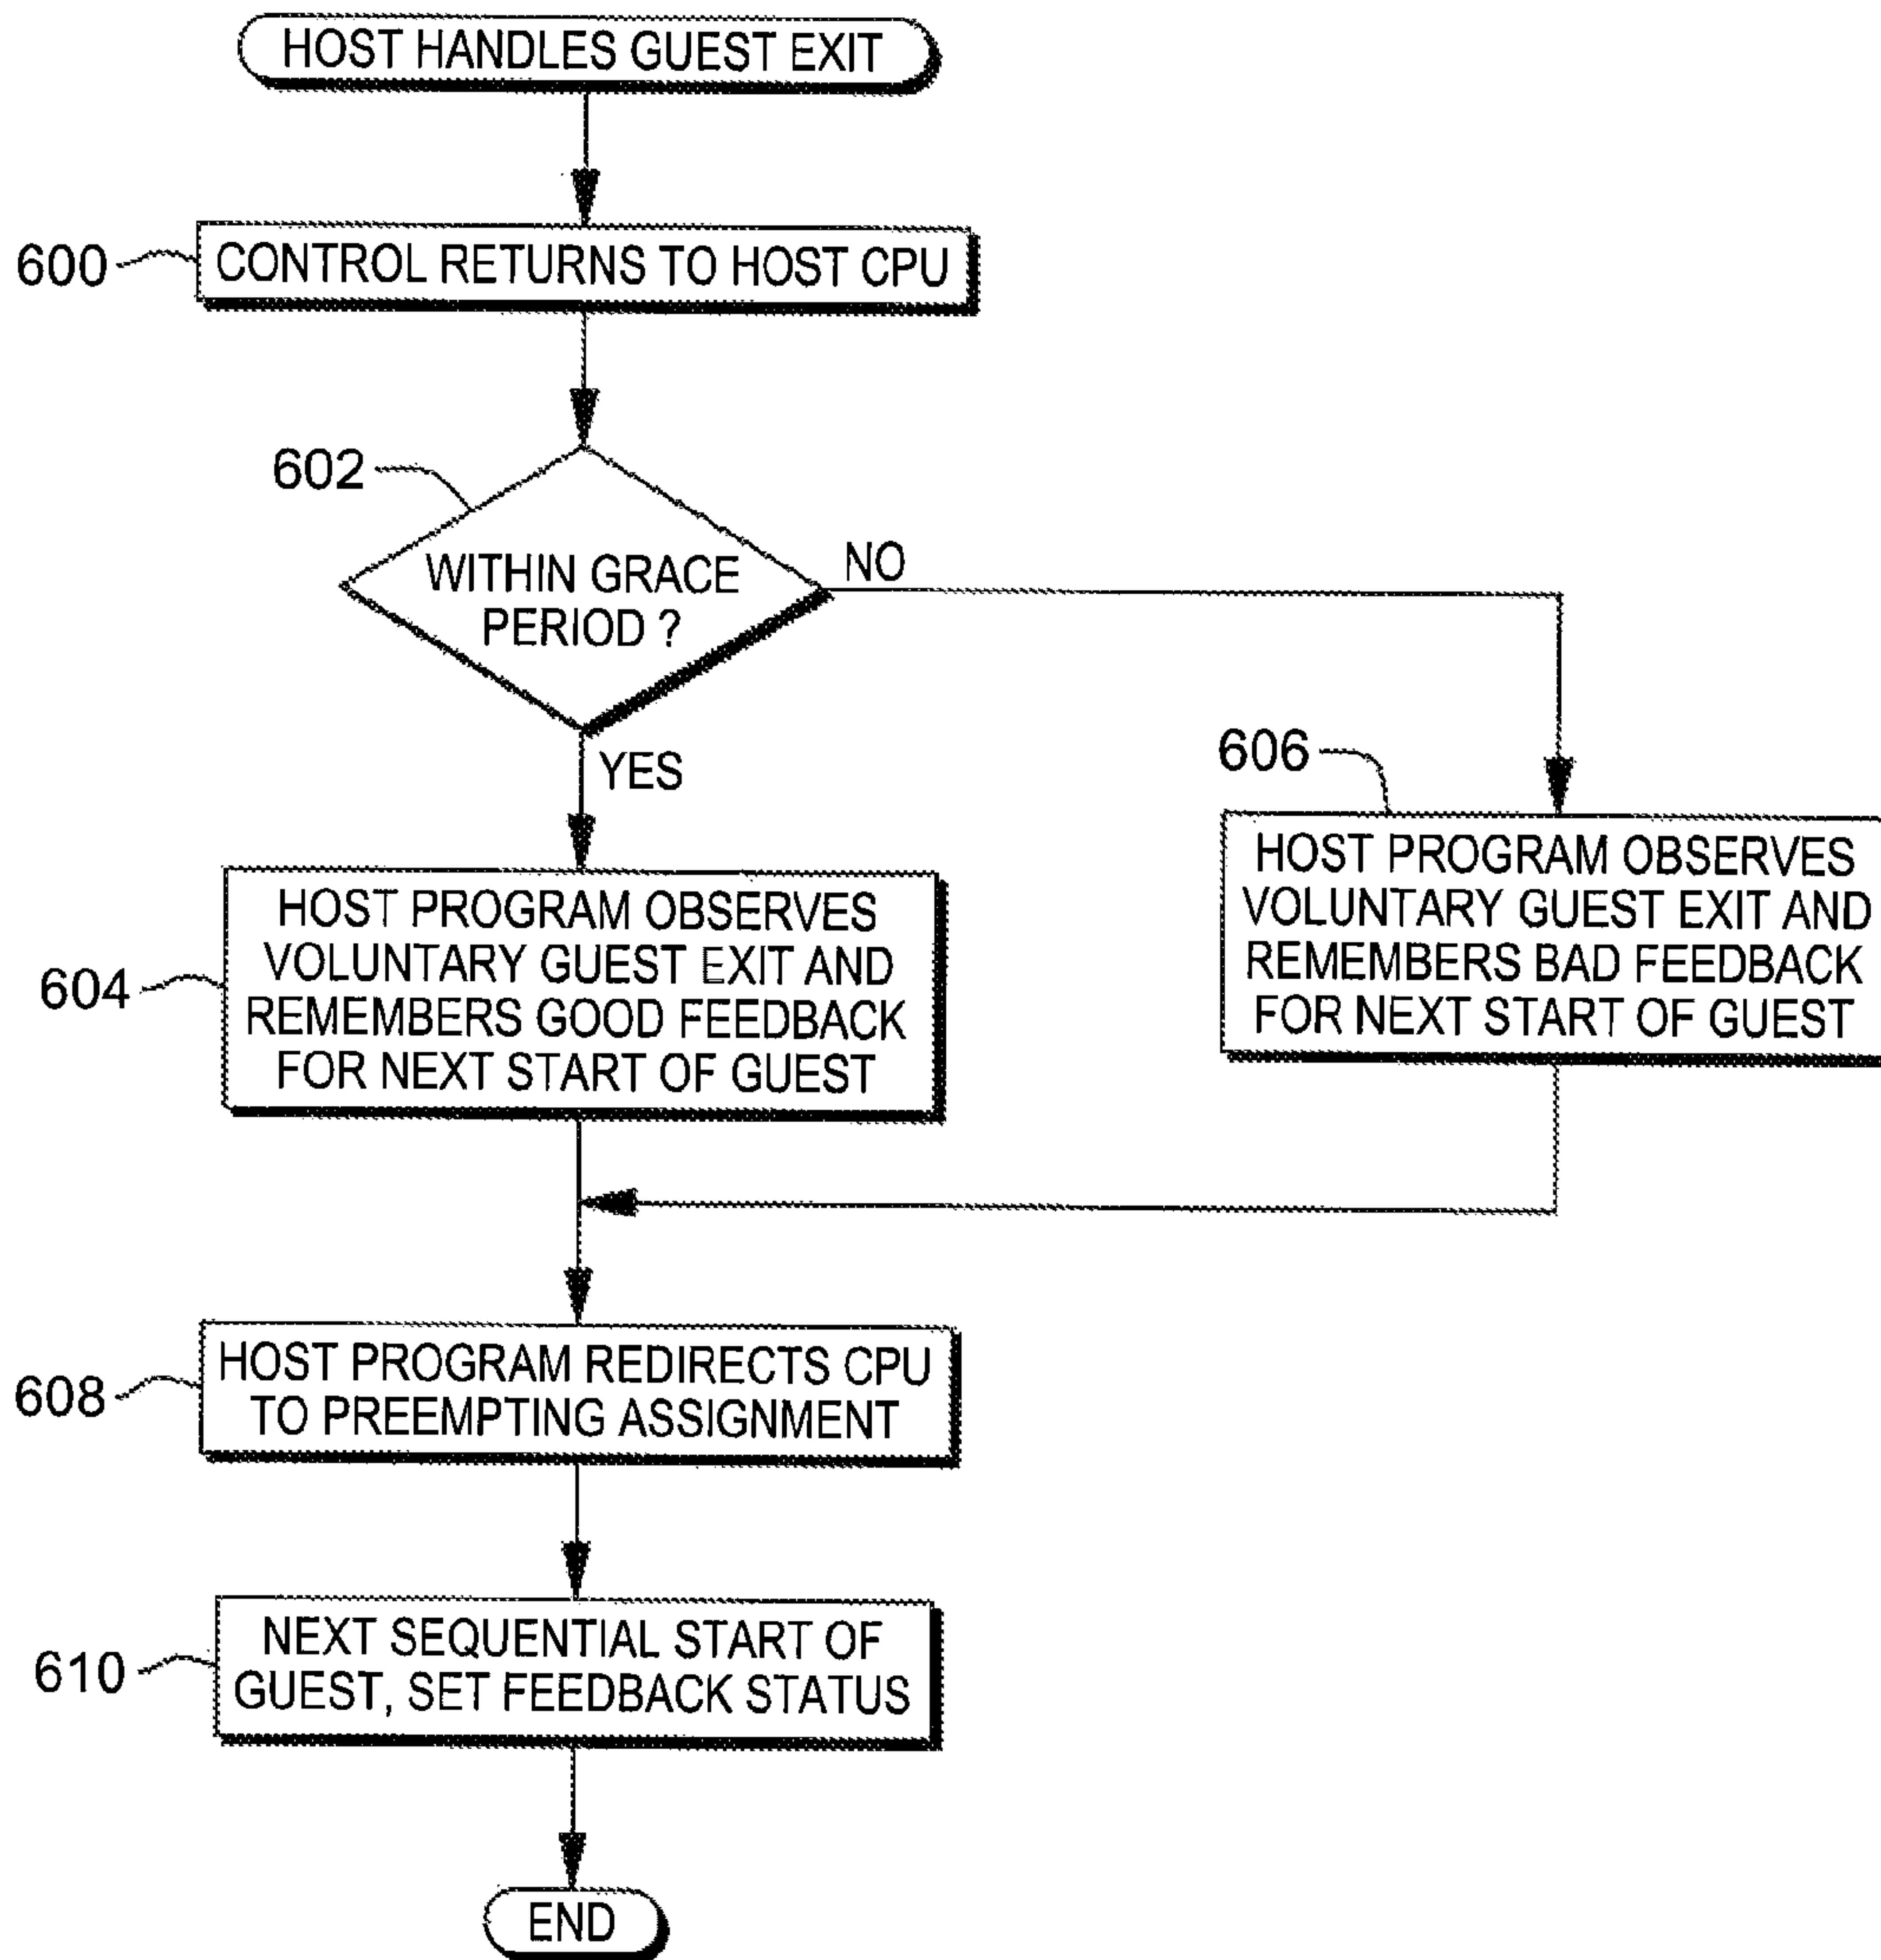 HOST HANDLES GUEST EXIT
600
CONTROL RETURNS TO HOST CPU
602
WITHIN GRACE
PERIOD ?
NO
YES
604
HOST PROGRAM OBSERVES
VOLUNTARY GUEST EXIT AND
REMEMBERS GOOD FEEDBACK
FOR NEXT START OF GUEST
606
HOST PROGRAM OBSERVES
VOLUNTARY GUEST EXIT AND
REMEMBERS BAD FEEDBACK
FOR NEXT START OF GUEST
608
HOST PROGRAM REDIRECTS CPU
TO PREEMPTING ASSIGNMENT
610
NEXT SEQUENTIAL START OF
GUEST, SET FEEDBACK STATUS
END